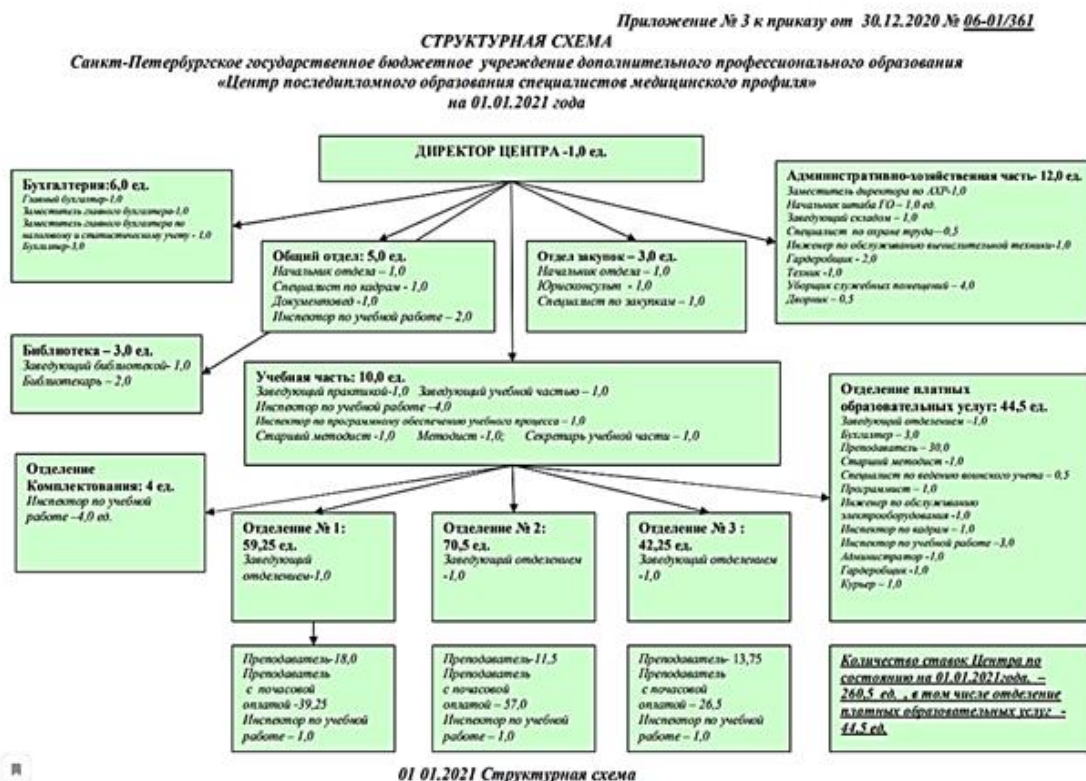 Приложение № 3 к приказу от 30.12.2020 № 06-01/361
СТРУКТУРНАЯ СХЕМА
Санкт-Петербургское государственное бюджетное учреждение дополнительного профессионального образования
«Центр последипломного образования специалистов медицинского профиля»
на 01.01.2021 года
ДИРЕКТОР ЦЕНТРА -1,0 ед.
Бухгалтерия:6,0 ед.
Главный бухгалтер-1,0
Заместитель главного бухгалтера-1,0
Заместитель главного бухгалтера по
налоговому и статистическому учету - 1,0
Бухгалтер-3,0
Общий отдел: 5,0 ед.
Начальник отдела – 1,0
Специалист по кадрам - 1,0
Документовед -1,0
Инспектор по учебной работе – 2,0
Отдел закупок – 3,0 ед.
Начальник отдела – 1,0
Юрисконсульт - 1,0
Специалист по закупкам – 1,0
Административно-хозяйственная часть- 12,0 ед.
Заместитель директора по АХР-1,0
Начальник штаба ГО – 1,0 ед.
Заведующий складом – 1,0
Специалист по охране труда—0,5
Инженер по обслуживанию вычислительной техники-1,0
Гардеробщик - 2,0
Техник -1,0
Уборщик служебных помещений – 4,0
Дворник – 0,5
Библиотека – 3,0 ед.
Заведующий библиотекой- 1,0
Библиотекарь – 2,0
Учебная часть: 10,0 ед.
Заведующий практикой-1,0 Заведующий учебной частью – 1,0
Инспектор по учебной работе –4,0
Инспектор по программному обеспечению учебного процесса – 1,0
Старший методист -1,0 Методист -1,0; Секретарь учебной части – 1,0
Отделение платных
образовательных услуг: 44,5 ед.
Заведующий отделением –1,0
Бухгалтер – 3,0
Преподаватель – 30,0
Старший методист -1,0
Специалист по ведению воинского учета – 0,5
Программист – 1,0
Инженер по обслуживанию
электрооборудования -1,0
Инспектор по кадрам – 1,0
Инспектор по учебной работе –3,0
Администратор -1,0
Гардеробщик -1,0
Курьер – 1,0
Отделение
Комплектования: 4 ед.
Инспектор по учебной
работе –4,0 ед.
Отделение № 1:
59,25 ед.
Заведующий
отделением-1,0
Отделение № 2:
70,5 ед.
Заведующий отделением
-1,0
Отделение № 3 :
42,25 ед.
Заведующий отделением
-1,0
Преподаватель-18,0
Преподаватель
с почасовой
оплатой -39,25
Инспектор по учебной
работе – 1,0
Преподаватель-11,5
Преподаватель
с почасовой
оплатой – 57,0
Инспектор по учебной
работе – 1,0
Преподаватель- 13,75
Преподаватель
с почасовой
оплатой – 26,5
Инспектор по учебной
работе – 1,0
Количество ставок Центра по
состоянию на 01.01.2021года. –
260,5 ед. , в том числе отделение
платных образовательных услуг -
44,5 ед.
01 01.2021 Структурная схема